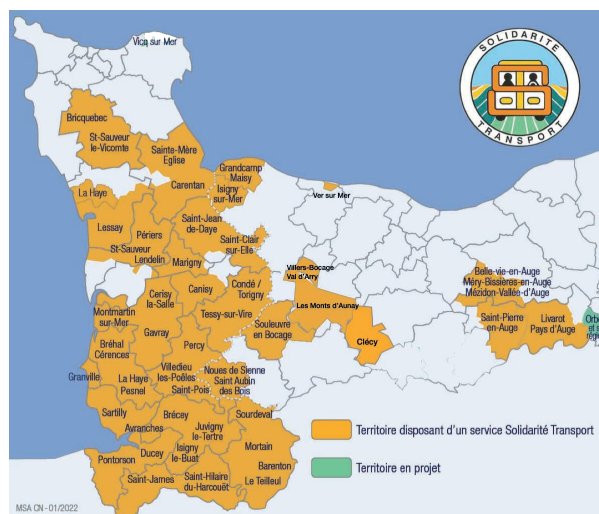 Vicq sur Mer
SOLIDARITÉ
TRANSPORT
Bricquebec
St-Sauveur
le-Vicomte
Sainte-Mère
Eglise
Grandcamp
Maisy
Carentan
Isigny
sur-Mer
La Haye
Ver sur Mer
Lessay
Périers
Saint-Jean
de-Daye
St-Sauveur
Lendelin
Marigny
Saint-Clair
sur-Elle
Villers-Bocage
Val d'Arry
Belle-vie-en-Auge
Méry-Bissières-en-Auge
Mézidon-Vallée-d'Auge
Cerisy
la-Salle
Canisy
Condé /
Torigny
Les Monts d'Aunay
Montmartin
sur-Mer
Tessy-sur-Vire
Saint-Pierre
en-Auge
Livarot
Pays d'Auge
Gavray
Souleuvre
en Bocage
Clécy
Bréhal
Cérences
Percy
Granville
La Haye
Pesnel
Villedieu
les-Poêles
Saint-Pois
Noues de Sienne
Saint Aubin
des Bois
Sartilly
Brécey
Sourdeval
Avranches
Juvigny
le-Tertre
Mortain
Pontorson
Ducey
Isigny
le-Buat
Barenton
Saint-James
Saint-Hilaire
du-Harcouët
Le Teilleul
Territoire disposant d'un service Solidarité Transport
Territoire en projet
MSA CN - 01/2022